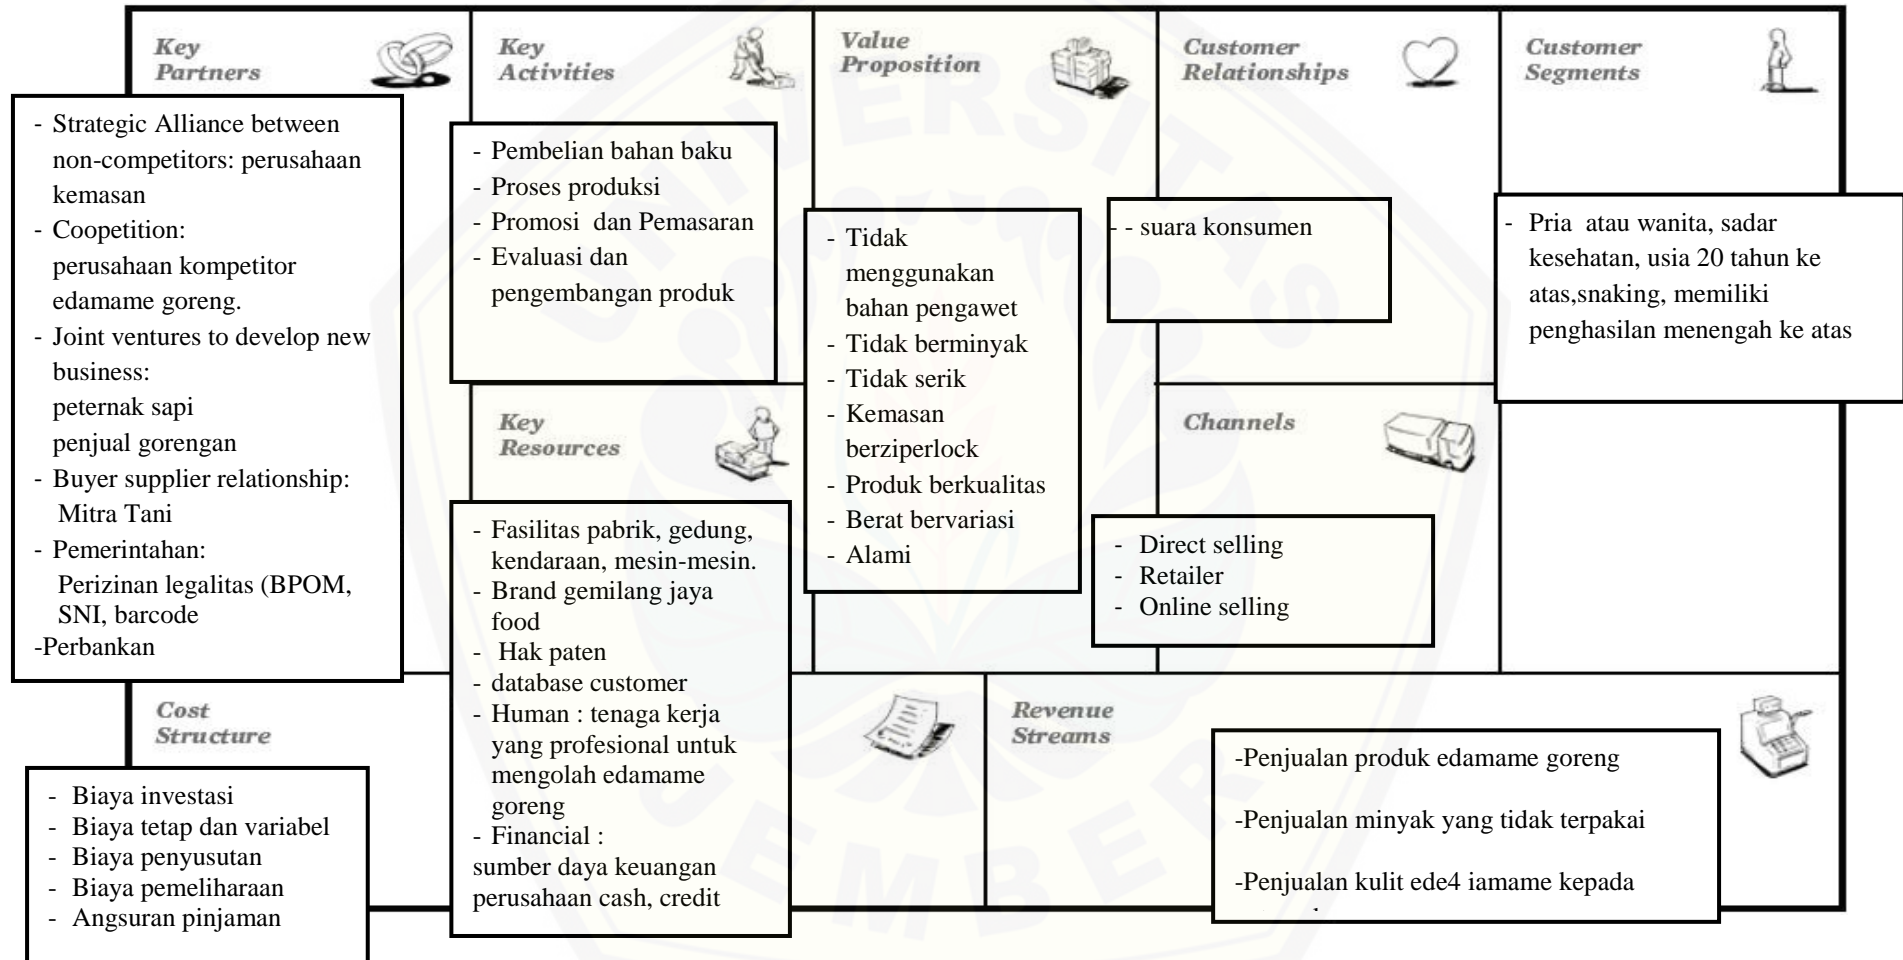 Key
Partners
- Strategic Alliance between
non-competitors: perusahaan
kemasan
- Coopetition:
perusahaan kompetitor
edamame goreng.
- Joint ventures to develop new
business:
peternak sapi
penjual gorengan
- Buyer supplier relationship:
Mitra Tani
- Pemerintahan:
Perizinan legalitas (BPOM,
SNI, barcode
-Perbankan
Key
Activities
- Pembelian bahan baku
- Proses produksi
- Promosi dan Pemasaran
- Evaluasi dan
pengembangan produk
Key
Resources
- Fasilitas pabrik, gedung,
kendaraan, mesin-mesin.
- Brand gemilang jaya
food
- Hak paten
- database customer
- Human : tenaga kerja
yang profesional untuk
mengolah edamame
goreng
- Financial :
sumber daya keuangan
perusahaan cash, credit
Value
Proposition
- Tidak
menggunakan
bahan pengawet
- Tidak berminyak
- Tidak serik
- Kemasan
berziperlock
- Produk berkualitas
- Berat bervariasi
- Alami
Customer
Relationships
- - suara konsumen
Channels
- Direct selling
- Retailer
- Online selling
Customer
Segments
- Pria atau wanita, sadar
kesehatan, usia 20 tahun ke
atas,snaking, memiliki
penghasilan menengah ke atas
Cost
Structure
- Biaya investasi
- Biaya tetap dan variabel
- Biaya penyusutan
- Biaya pemeliharaan
- Angsuran pinjaman
Revenue
Streams
-Penjualan produk edamame goreng
-Penjualan minyak yang tidak terpakai
-Penjualan kulit ede4 iamame kepada
UNIVERSITAS
JEMBER